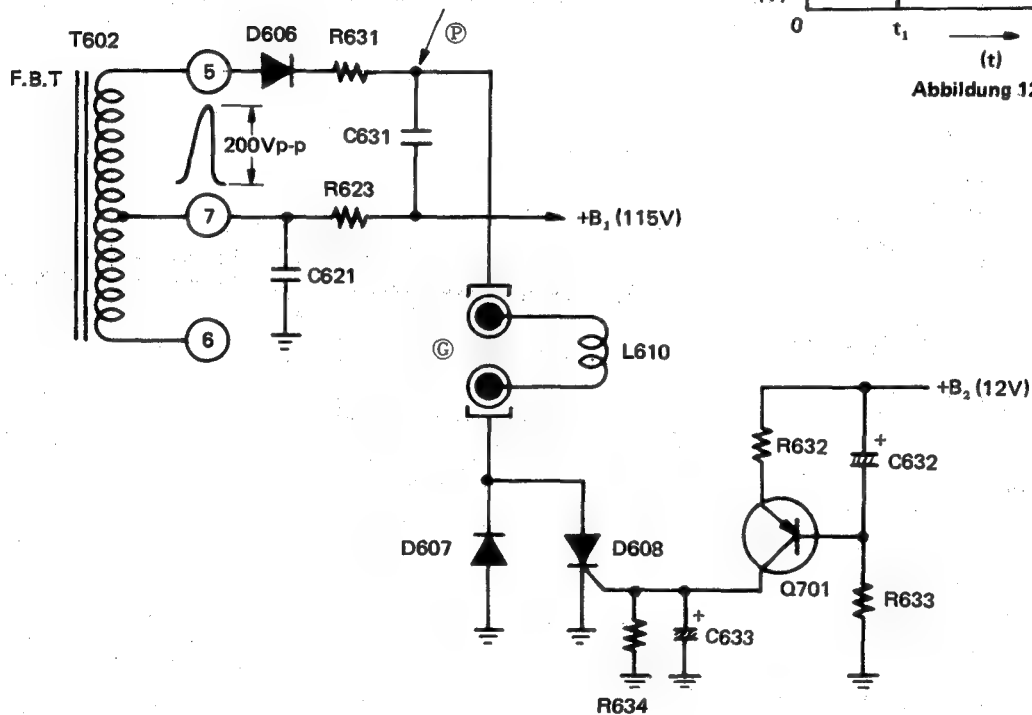 0
t₁
(t)
Abbildung 12
T602
F.B.T
5
D606
R631
Ⓟ
200Vp-p
C631
7
R623
+B₁ (115V)
C621
6
Ⓖ
L610
+B₂ (12V)
R632
C632
+
D607
D608
Q701
R633
+
C633
R634